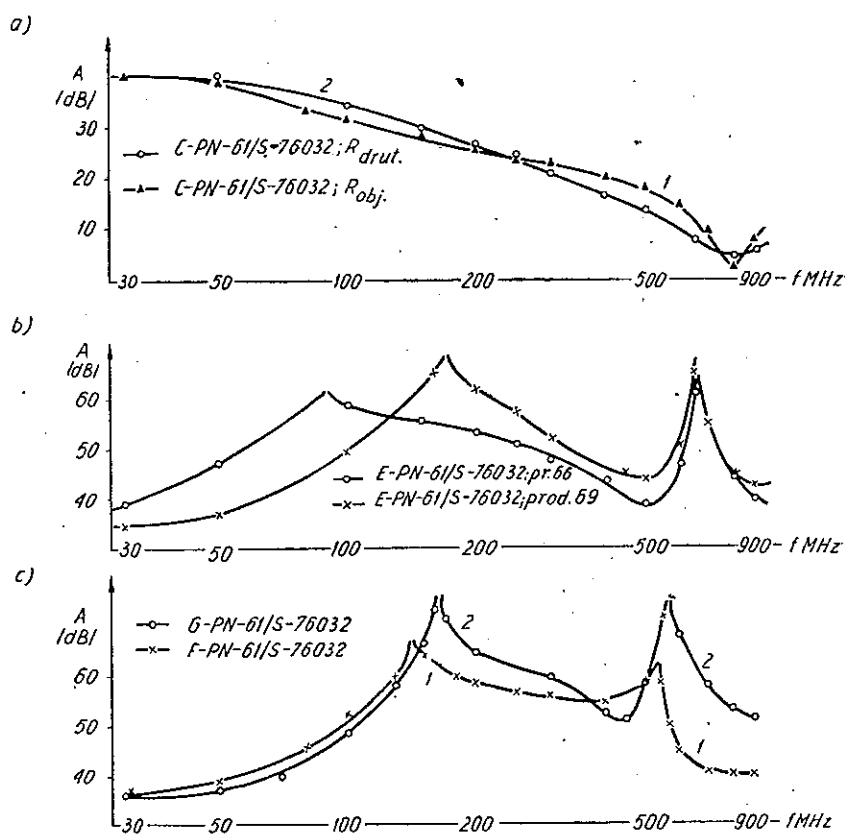 a)
A
/dB/
30
20
10
2
1
C-PN-61/S-76032; R drut.
C-PN-61/S-76032; R obj.
30 50 100 200 500 900 f MHz
b)
A
/dB/
60
50
40
E-PN-61/S-76032; pr. 66
E-PN-61/S-76032; prod. 69
30 50 100 200 500 900 f MHz
c)
A
/dB/
60
50
40
G-PN-61/S-76032
F-PN-61/S-76032
2
1
2
1
30 50 100 200 500 900 f MHz